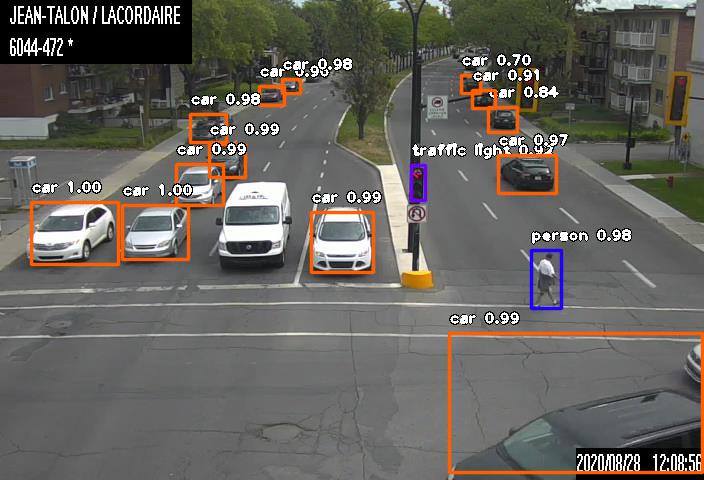 JEAN-TALON / LACORDAIRE
6044-472 *
car 0.98
car 0.70
car 0.91
car 0.84
car 0.98
car 0.99
car 0.99
traffic light
car 0.97
car 1.00
car 1.00
car 0.99
person 0.98
car 0.99
2020/08/28 12:08:56